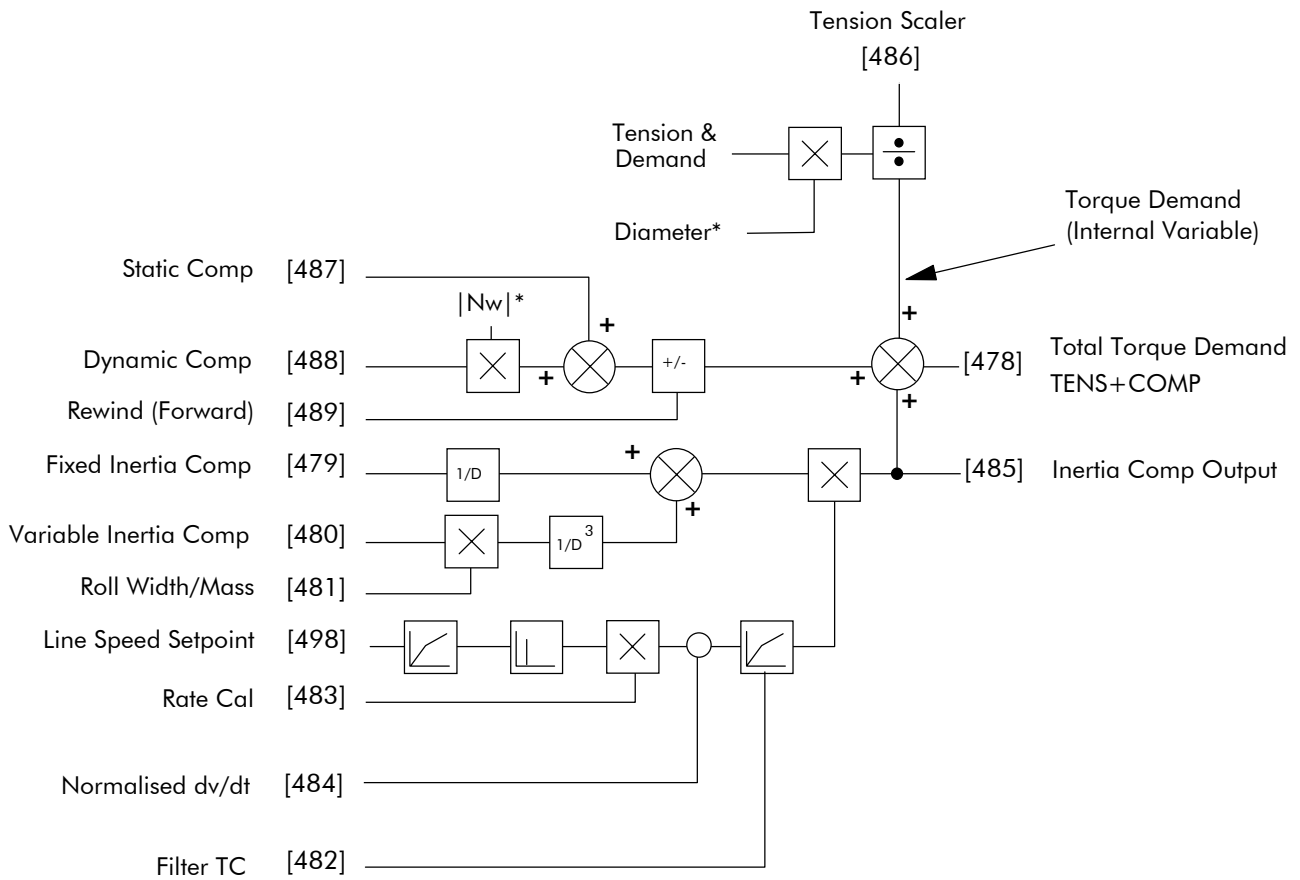 Tension Scaler
[486]
Tension &
Demand
Diameter*
Torque Demand
(Internal Variable)
Static Comp [487]
|Nw|*
+
+
Dynamic Comp [488]
+
+/-
+
[478] Total Torque Demand
TENS+COMP
+
Rewind (Forward) [489]
Fixed Inertia Comp [479]
1/D
+
[485] Inertia Comp Output
+
Variable Inertia Comp [480]
1/D3
Roll Width/Mass [481]
Line Speed Setpoint [498]
Rate Cal [483]
Normalised dv/dt [484]
Filter TC [482]